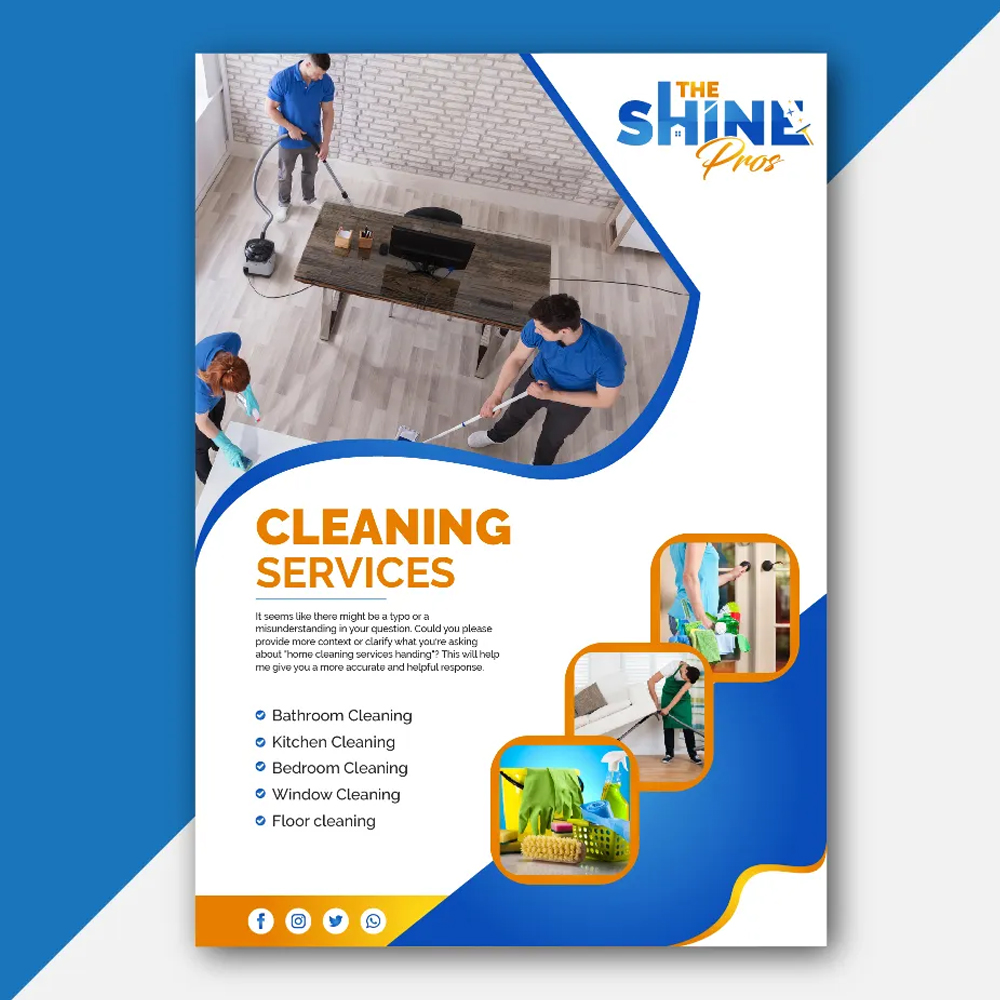 THE
SHINE
Pros
CLEANING
SERVICES
It seems like there might be a typo or a
misunderstanding in your question. Could you please
provide more context or clarify what you're asking
about "home cleaning services handing"? This will help
me give you a more accurate and helpful response.
Bathroom Cleaning
Kitchen Cleaning
Bedroom Cleaning
Window Cleaning
Floor cleaning